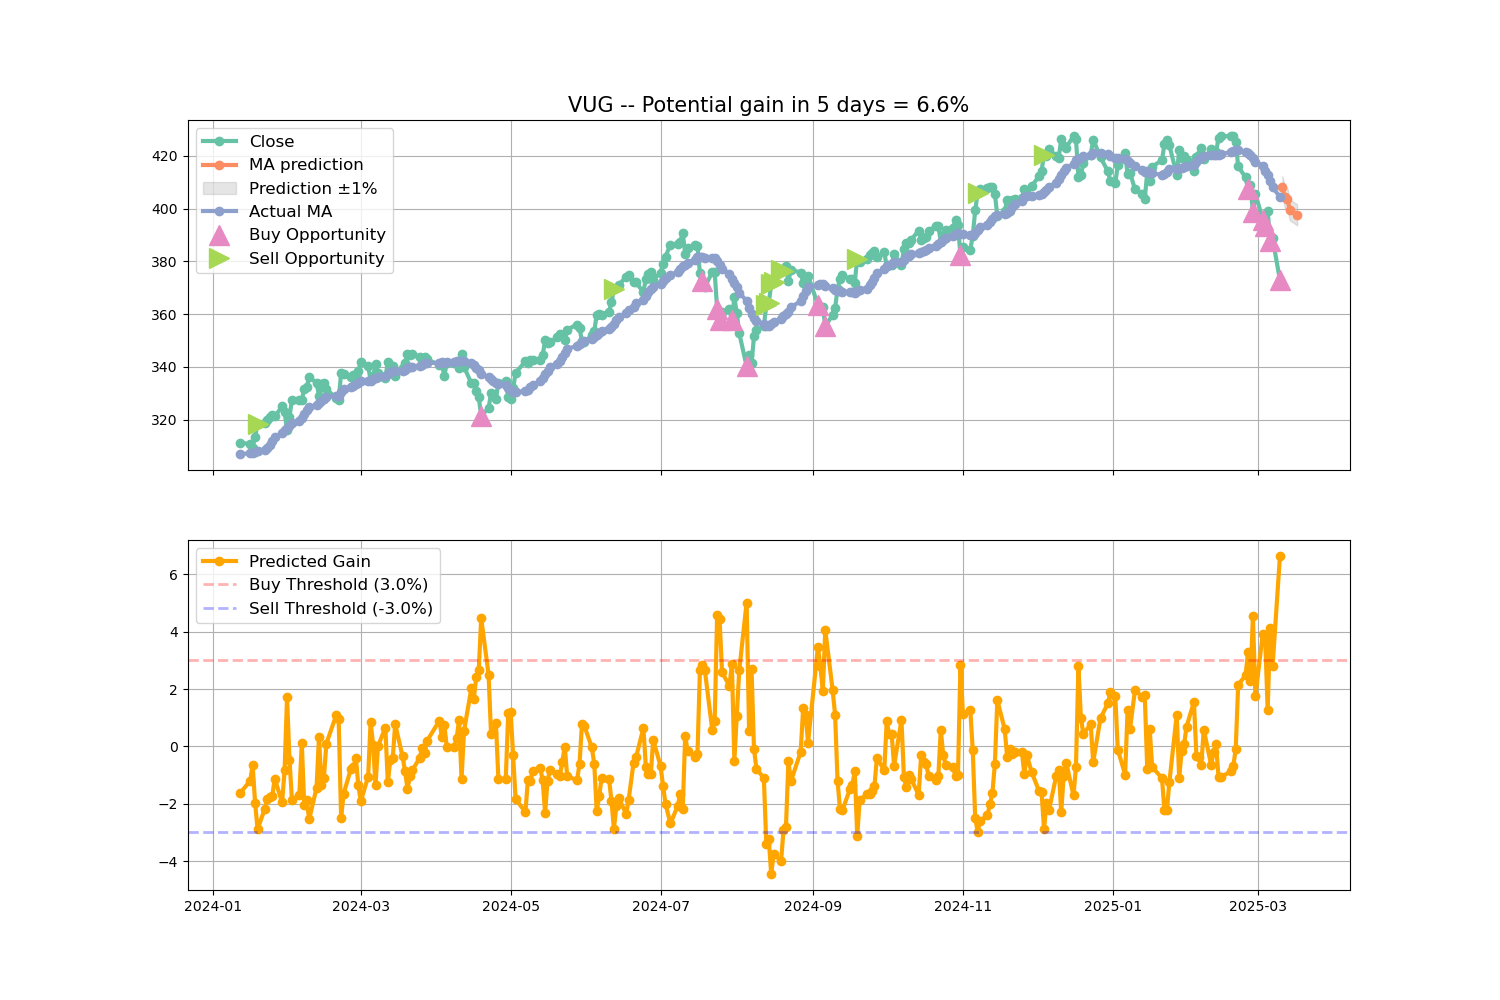 VUG -- Potential gain in 5 days = 6.6%
Close
MA prediction
Prediction ±1%
Actual MA
Buy Opportunity
Sell Opportunity
420
400
380
360
340
320
Predicted Gain
Buy Threshold (3.0%)
Sell Threshold (-3.0%)
6
4
2
0
−2
−4
2024-01
2024-03
2024-05
2024-07
2024-09
2024-11
2025-01
2025-03